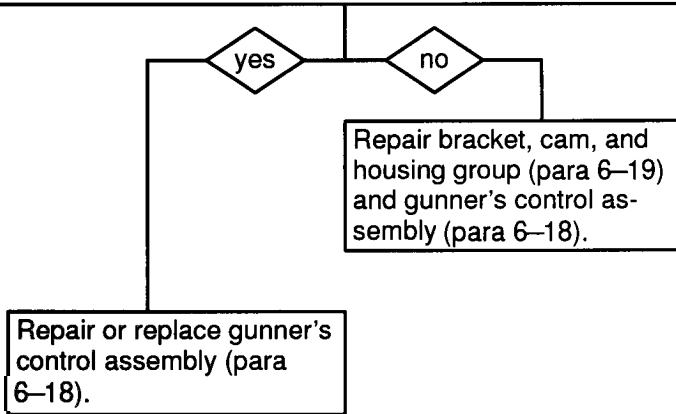 yes
no
Repair bracket, cam, and
housing group (para 6–19)
and gunner's control as-
sembly (para 6–18).
Repair or replace gunner's
control assembly (para
6–18).